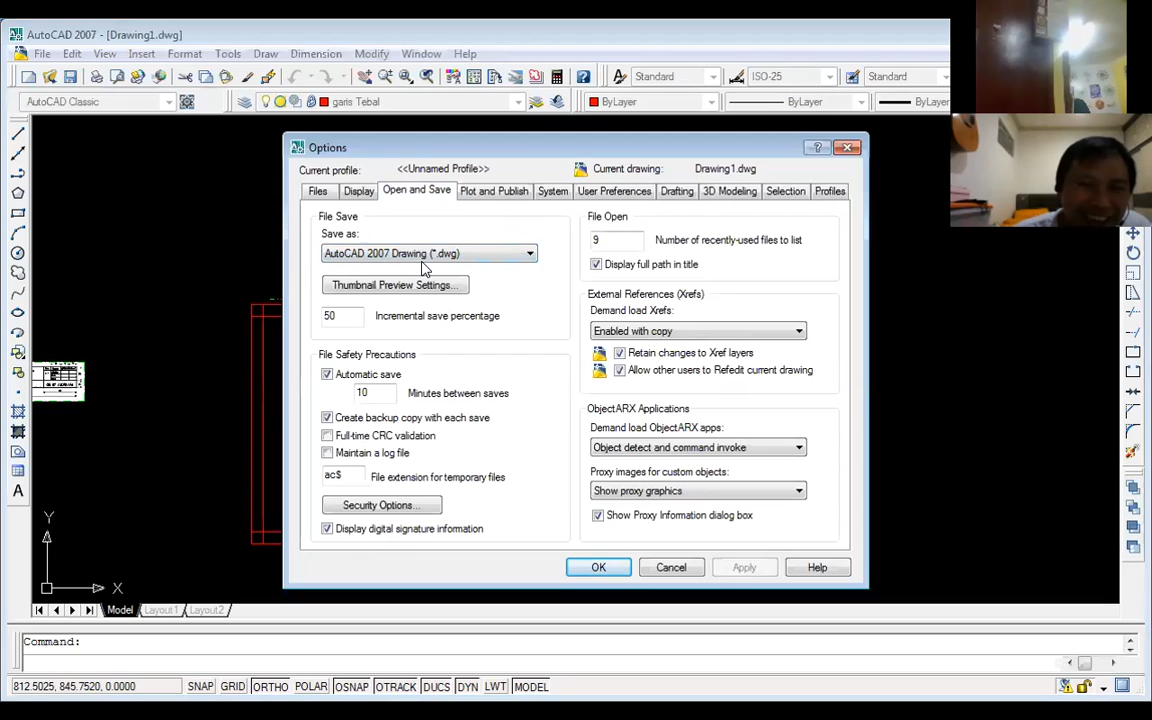 AutoCAD 2007 - [Drawing1.dwg]
File Edit View Insert Format Tools Draw Dimension Modify Window Help
Standard ISO-25 Standard
AutoCAD Classic garis Tebal ByLayer ByLayer ByLayer
Options
Current profile: <<Unnamed Profile>> Current drawing: Drawing1.dwg
Files Display Open and Save Plot and Publish System User Preferences Drafting 3D Modeling Selection Profiles
File Save
Save as:
AutoCAD 2007 Drawing (*.dwg)
Thumbnail Preview Settings...
50 Incremental save percentage
File Safety Precautions
Automatic save
10 Minutes between saves
Create backup copy with each save
Full-time CRC validation
Maintain a log file
ac$ File extension for temporary files
Security Options...
Display digital signature information
File Open
9 Number of recently-used files to list
Display full path in title
External References (Xrefs)
Demand load Xrefs:
Enabled with copy
Retain changes to Xref layers
Allow other users to Refedit current drawing
ObjectARX Applications
Demand load ObjectARX apps:
Object detect and command invoke
Proxy images for custom objects:
Show proxy graphics
Show Proxy Information dialog box
OK Cancel Apply Help
A
Y
X
Model Layout1 Layout2
Command:
812.5025, 845.7520, 0.0000 SNAP GRID ORTHO POLAR OSNAP OTRACK DUCS DYN LWT MODEL